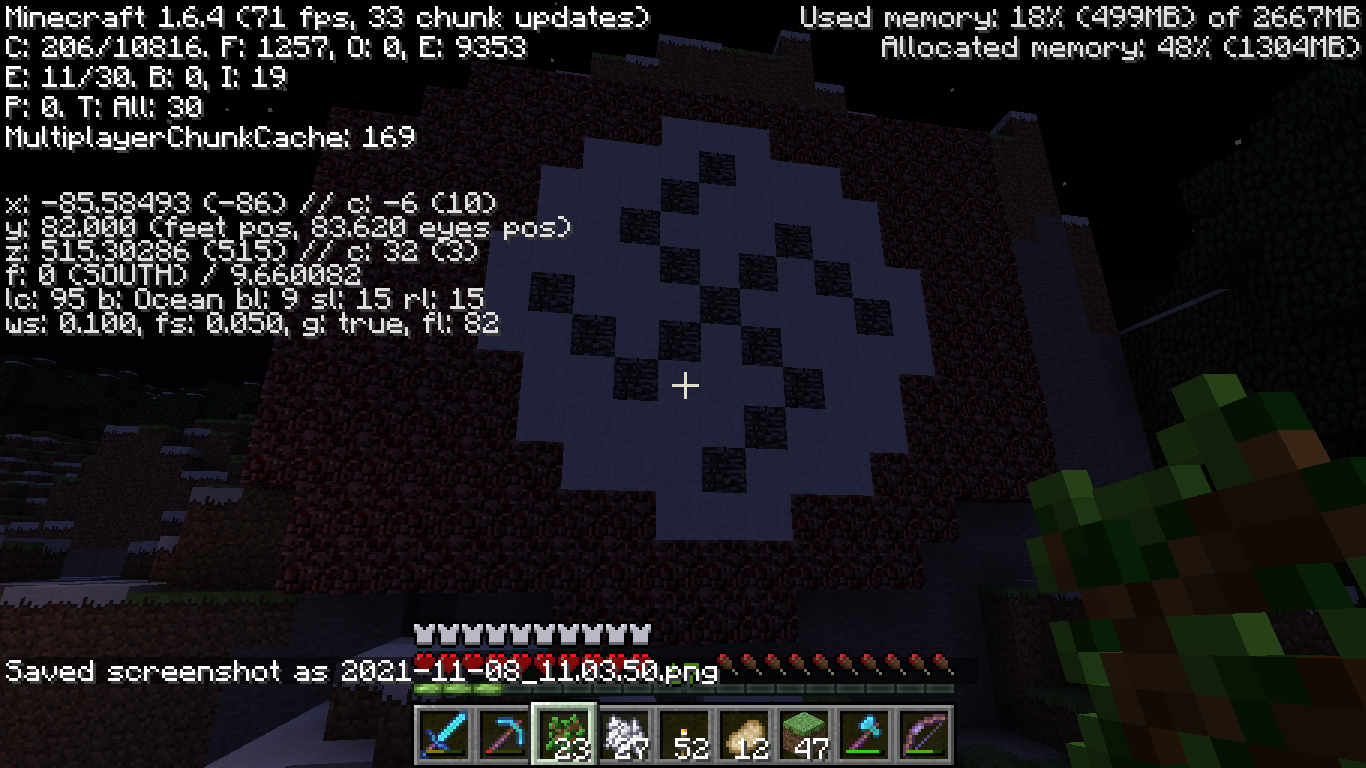 Minecraft 1.6.4 (71 fps, 33 chunk updates)
C: 206/10816. F: 1257, O: 0, E: 9353
E: 11/30. B: 0, I: 19
P: 0. T: All: 30
MultiplayerChunkCache: 169
Used memory: 18% (499MB) of 2667MB
Allocated memory: 48% (1304MB)
x: -85.58493 (-86) // c: -6 (10)
y: 82.000 (feet pos, 83.620 eyes pos)
z: 515.30286 (515) // c: 32 (3)
f: 0 (SOUTH) / 9.660082
lc: 95 b: Ocean bl: 9 sl: 15 rl: 15
ws: 0.100, fs: 0.050, g: true, fl: 82
Saved screenshot as 2021-11-08_11.03.50.png
23 27 52 12 47